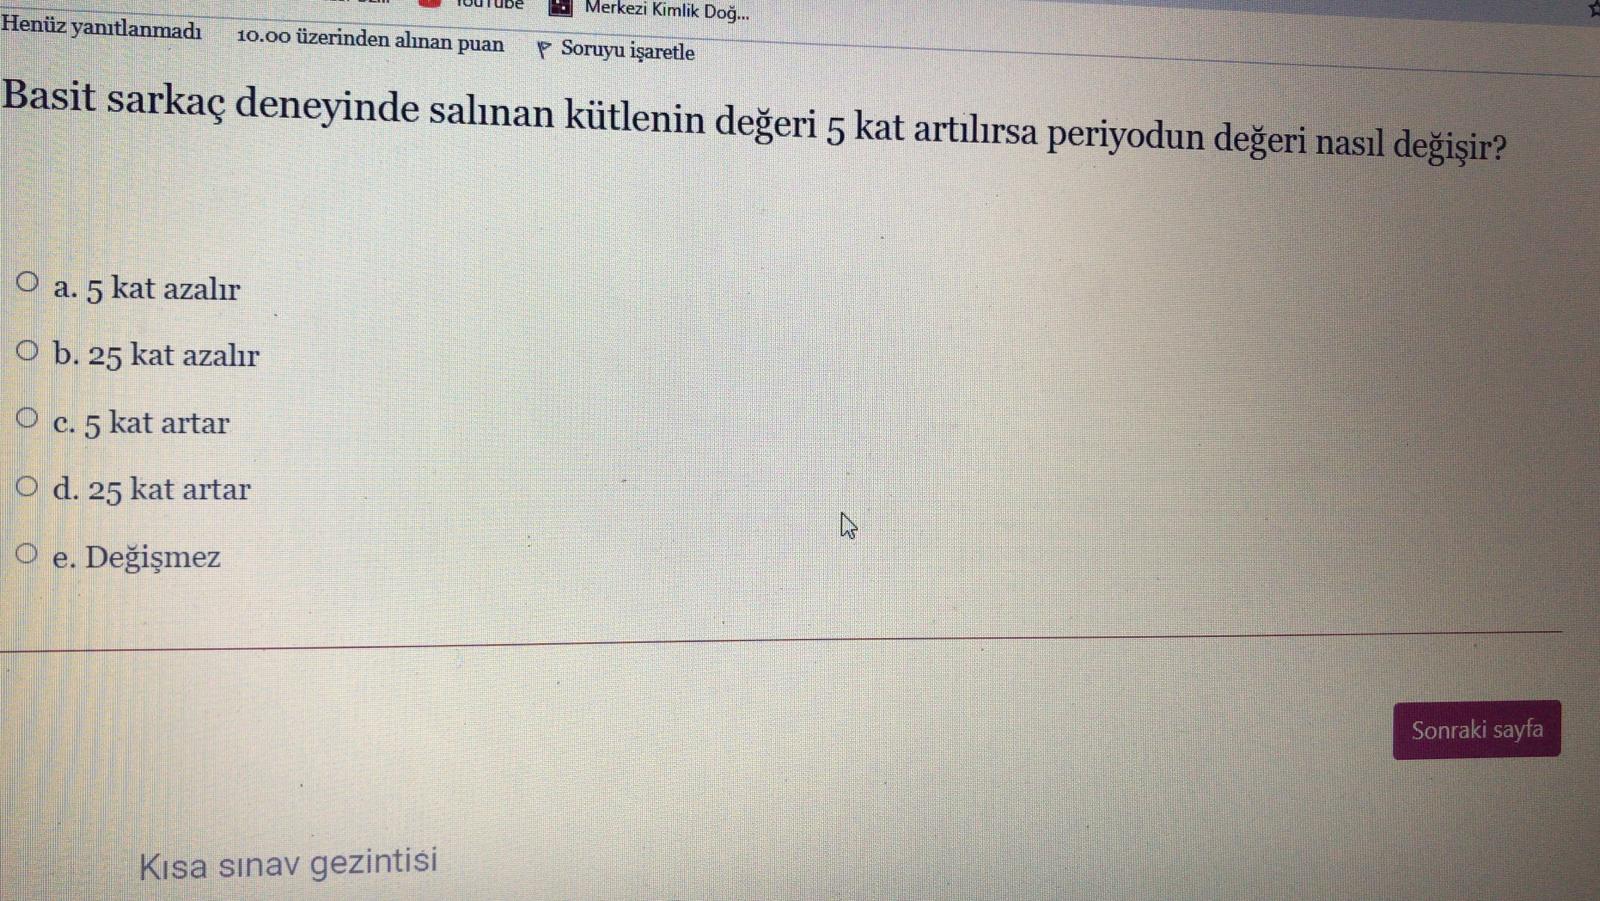 YouTube
Merkezi Kimlik Doğ...
Henüz yanıtlanmadı
10.00 üzerinden alınan puan
Soruyu işaretle
Basit sarkaç deneyinde salınan kütlenin değeri 5 kat artılırsa periyodun değeri nasıl değişir?
a. 5 kat azalır
b. 25 kat azalır
c. 5 kat artar
d. 25 kat artar
e. Değişmez
Sonraki sayfa
Kısa sınav gezintisi